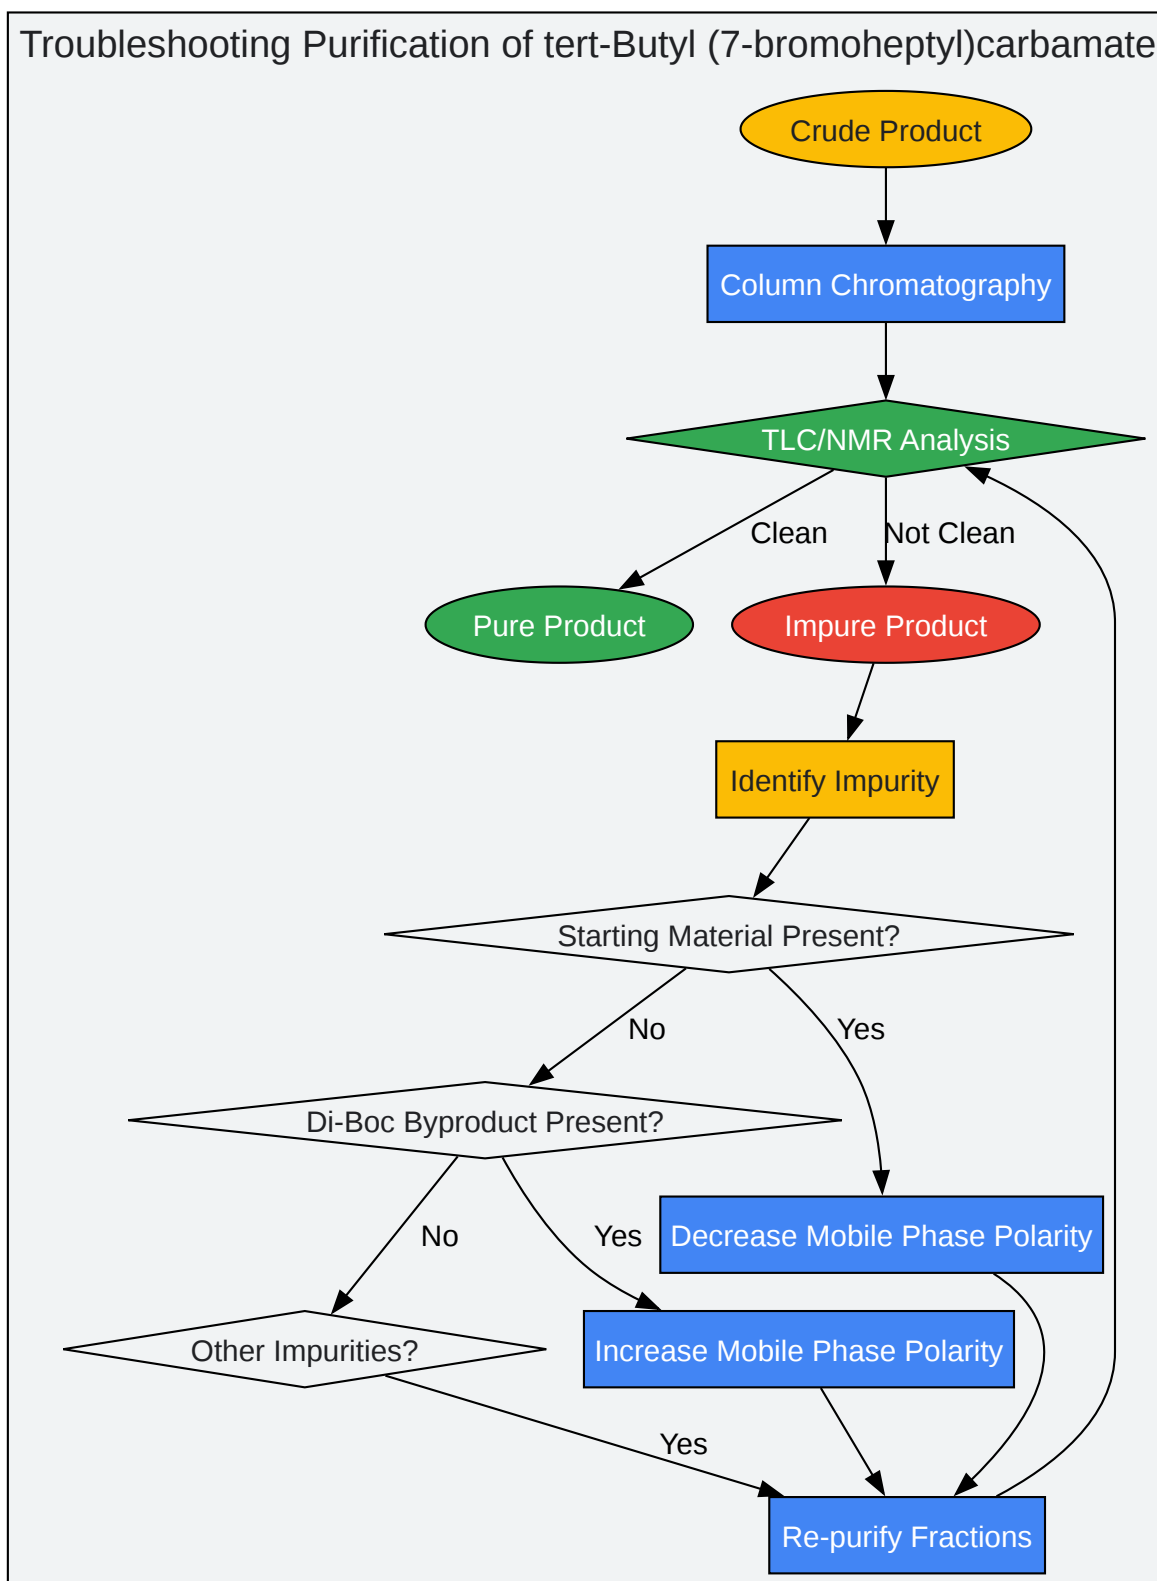 Troubleshooting Purification of tert-Butyl (7-bromoheptyl)carbamate
Crude Product
Column Chromatography
TLC/NMR Analysis
Clean
Not Clean
Pure Product
Impure Product
Identify Impurity
Starting Material Present?
No
Yes
Di-Boc Byproduct Present?
No
Yes
Decrease Mobile Phase Polarity
Other Impurities?
Increase Mobile Phase Polarity
Yes
Re-purify Fractions